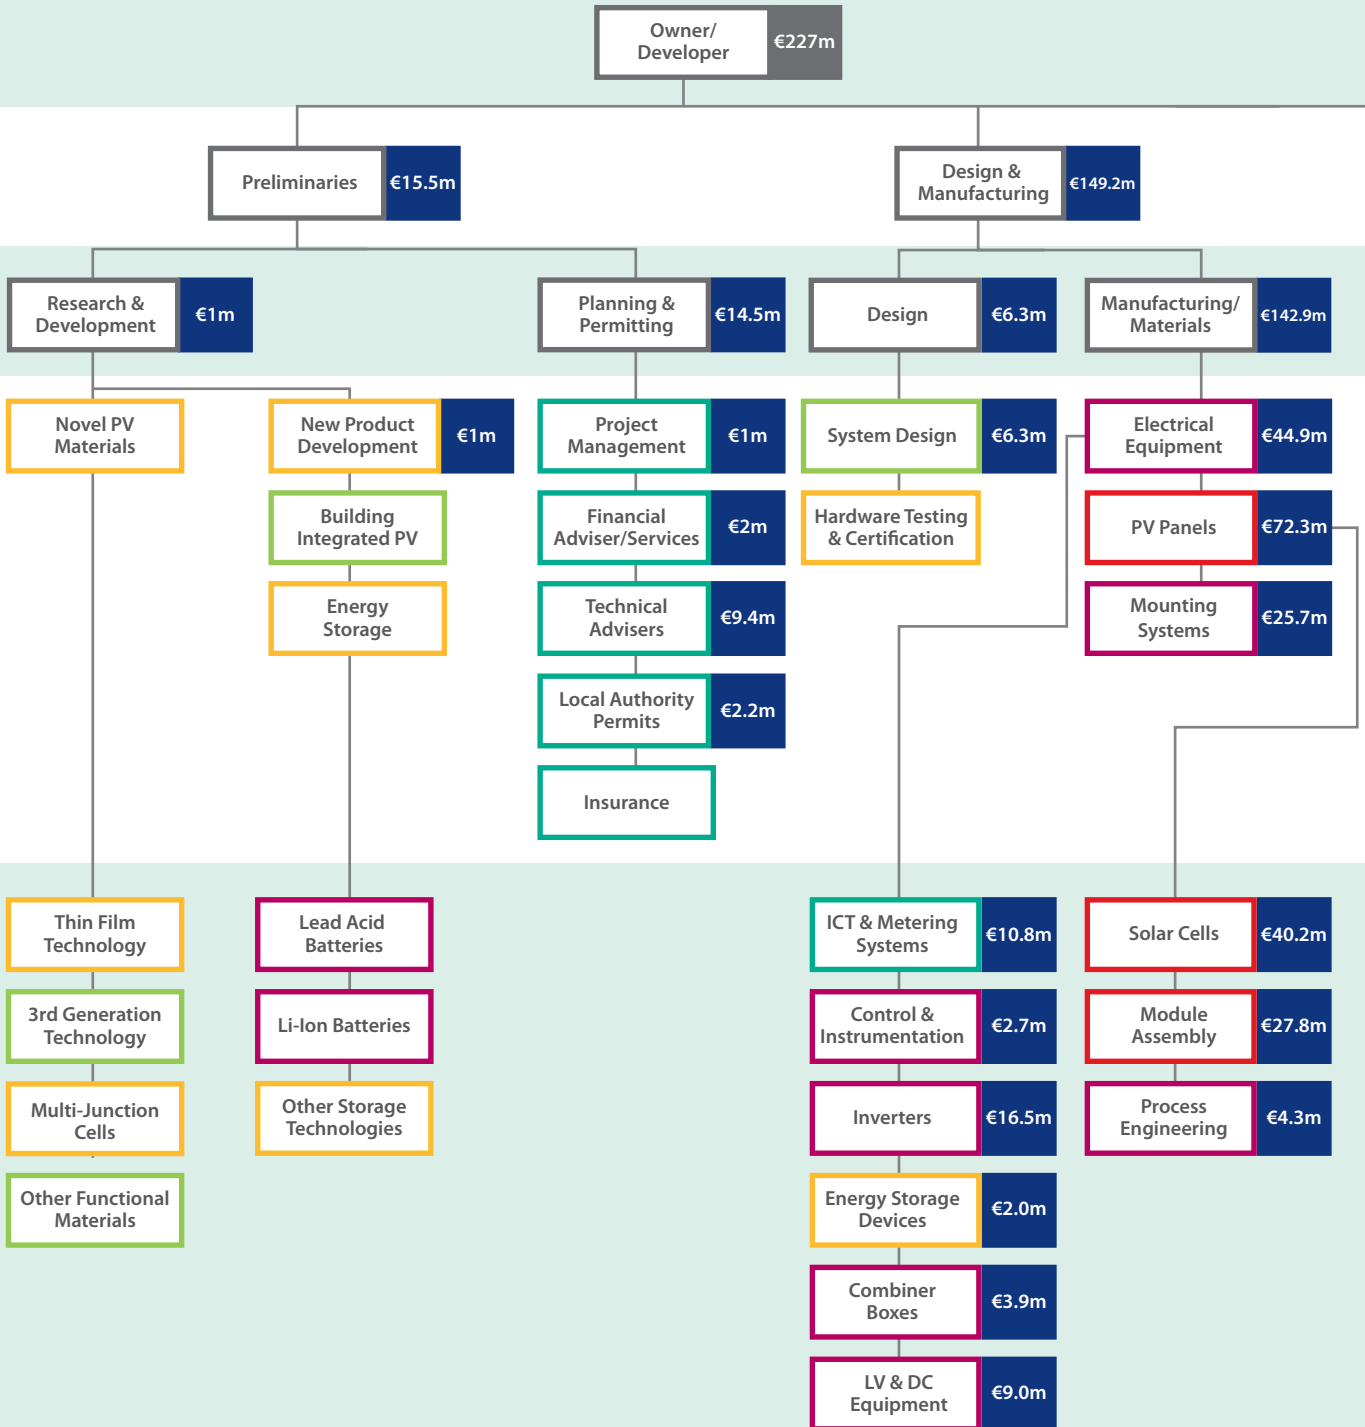 Owner/
Developer
€227m
Preliminaries
€15.5m
Design &
Manufacturing
€149.2m
Research &
Development
€1m
Planning &
Permitting
€14.5m
Design
€6.3m
Manufacturing/
Materials
€142.9m
Novel PV
Materials
New Product
Development
€1m
Building
Integrated PV
Energy
Storage
Project
Management
€1m
Financial
Adviser/Services
€2m
Technical
Advisers
€9.4m
Local Authority
Permits
€2.2m
Insurance
System Design
€6.3m
Hardware Testing
& Certification
Electrical
Equipment
€44.9m
PV Panels
€72.3m
Mounting
Systems
€25.7m
Thin Film
Technology
3rd Generation
Technology
Multi-Junction
Cells
Other Functional
Materials
Lead Acid
Batteries
Li-Ion Batteries
Other Storage
Technologies
ICT & Metering
Systems
€10.8m
Control &
Instrumentation
€2.7m
Inverters
€16.5m
Energy Storage
Devices
€2.0m
Combiner
Boxes
€3.9m
LV & DC
Equipment
€9.0m
Solar Cells
€40.2m
Module
Assembly
€27.8m
Process
Engineering
€4.3m